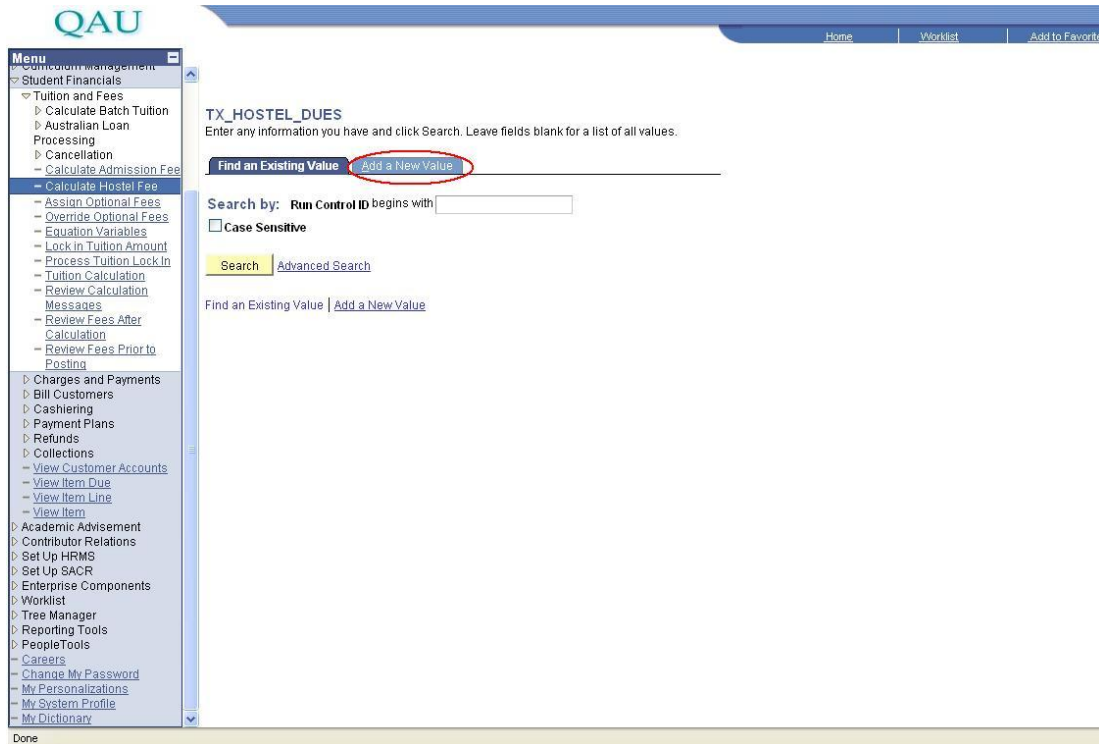 QAU
Home Worklist Add to Favorite
Menu
Curriculum Management
Student Financials
Tuition and Fees
Calculate Batch Tuition
Australian Loan
Processing
Cancellation
Calculate Admission Fee
Calculate Hostel Fee
Assign Optional Fees
Override Optional Fees
Equation Variables
Lock in Tuition Amount
Process Tuition Lock In
Tuition Calculation
Review Calculation
Messages
Review Fees After
Calculation
Review Fees Prior to
Posting
Charges and Payments
Bill Customers
Cashiering
Payment Plans
Refunds
Collections
View Customer Accounts
View Item Due
View Item Line
View Item
Academic Advisement
Contributor Relations
Set Up HRMS
Set Up SACR
Enterprise Components
Worklist
Tree Manager
Reporting Tools
PeopleTools
Careers
Change My Password
My Personalizations
My System Profile
My Dictionary
TX_HOSTEL_DUES
Enter any information you have and click Search. Leave fields blank for a list of all values.
Find an Existing Value Add a New Value
Search by: Run Control ID begins with
Case Sensitive
Search Advanced Search
Find an Existing Value | Add a New Value
Done